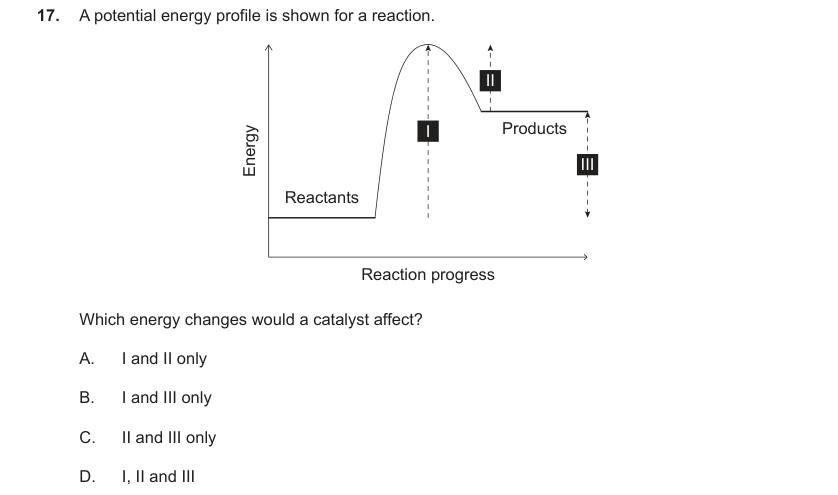 17. A potential energy profile is shown for a reaction.
II
I
Products
Energy
III
Reactants
Reaction progress
Which energy changes would a catalyst affect?
A. I and II only
B. I and III only
C. II and III only
D. I, II and III